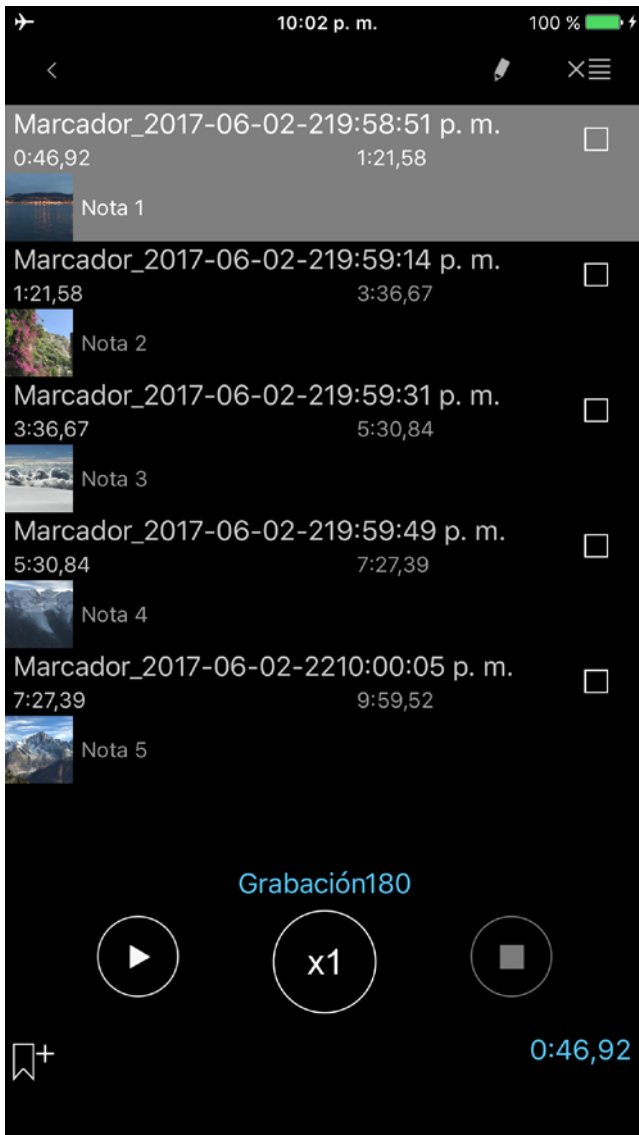 10:02 p. m. 100 %
Marcador_2017-06-02-219:58:51 p. m.
0:46,92 1:21,58
Nota 1
Marcador_2017-06-02-219:59:14 p. m.
1:21,58 3:36,67
Nota 2
Marcador_2017-06-02-219:59:31 p. m.
3:36,67 5:30,84
Nota 3
Marcador_2017-06-02-219:59:49 p. m.
5:30,84 7:27,39
Nota 4
Marcador_2017-06-02-2210:00:05 p. m.
7:27,39 9:59,52
Nota 5
Grabación180
x1
0:46,92